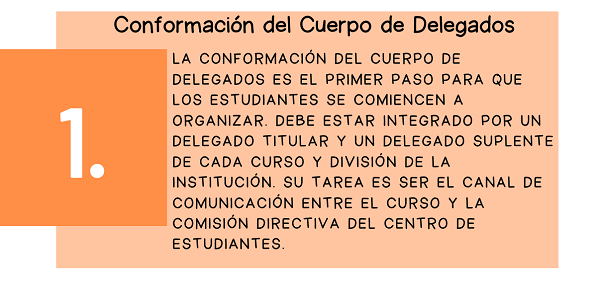 Conformación del Cuerpo de Delegados
1.
LA CONFORMACIÓN DEL CUERPO DE
DELEGADOS ES EL PRIMER PASO PARA QUE
LOS ESTUDIANTES SE COMIENCEN A
ORGANIZAR. DEBE ESTAR INTEGRADO POR UN
DELEGADO TITULAR Y UN DELEGADO SUPLENTE
DE CADA CURSO Y DIVISIÓN DE LA
INSTITUCIÓN. SU TAREA ES SER EL CANAL DE
COMUNICACIÓN ENTRE EL CURSO Y LA
COMISIÓN DIRECTIVA DEL CENTRO DE
ESTUDIANTES.